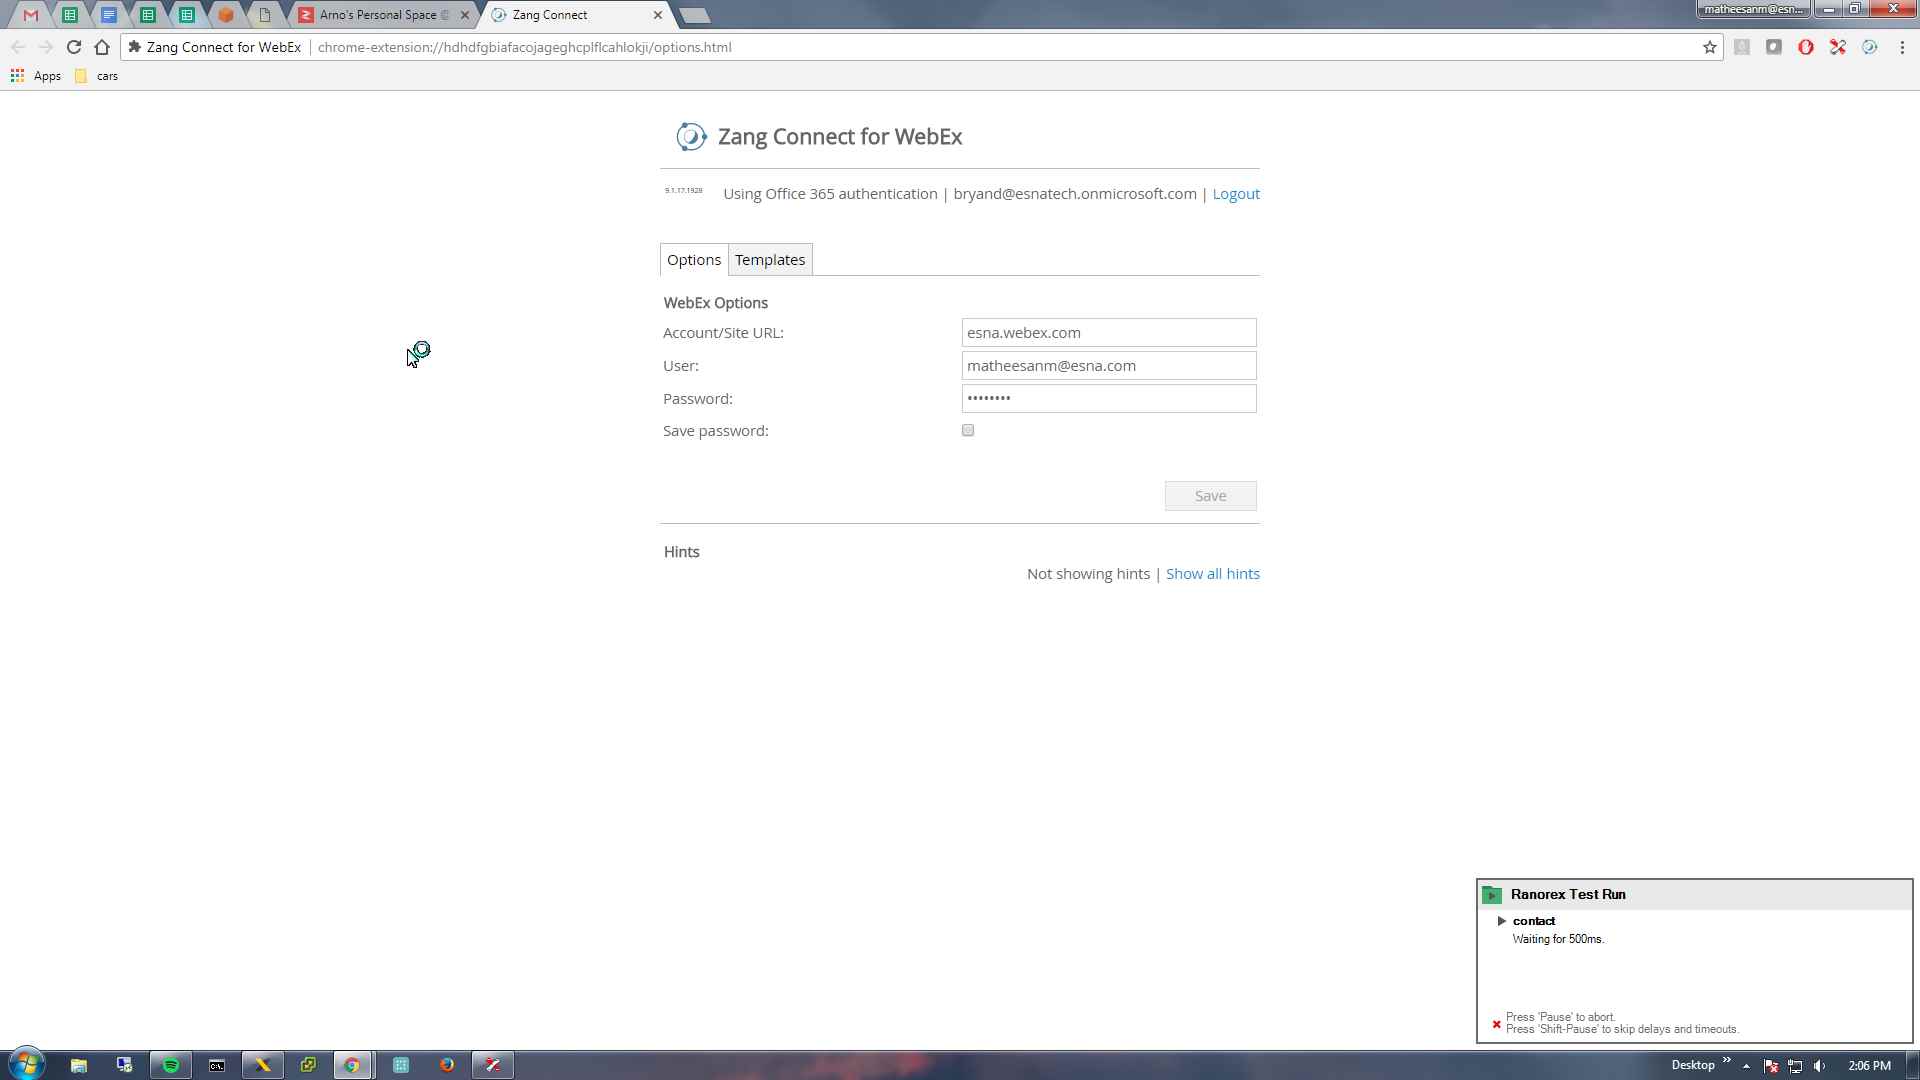 Arno's Personal Space
Zang Connect
matheesanm@esn...
Zang Connect for WebEx | chrome-extension://hdhdfgbiafacojageghcplflcahlokji/options.html
Apps cars
Zang Connect for WebEx
9.1.17.1928 Using Office 365 authentication | bryand@esnatech.onmicrosoft.com | Logout
Options Templates
WebEx Options
Account/Site URL: esna.webex.com
User: matheesanm@esna.com
Password: ••••••••
Save password:
Save
Hints
Not showing hints | Show all hints
Ranorex Test Run
contact
Waiting for 500ms.
Press 'Pause' to abort.
Press 'Shift-Pause' to skip delays and timeouts.
Desktop » 2:06 PM